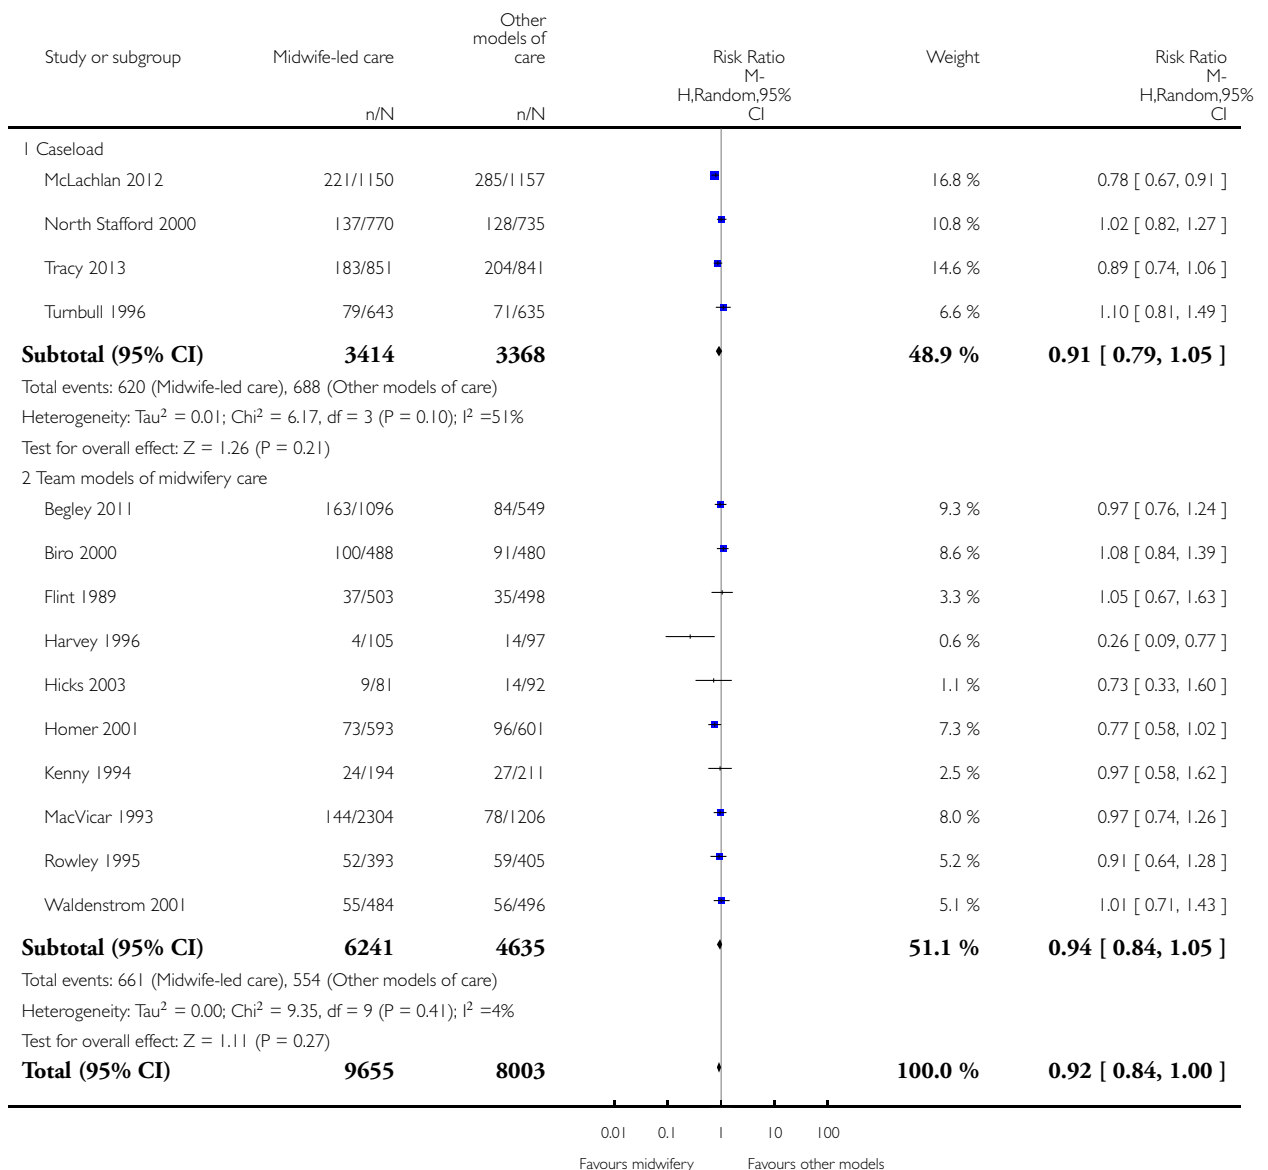 Study or subgroup Midwife-led care Other models of care Risk Ratio Weight Risk Ratio
n/N n/N M-H,Random,95% CI M-H,Random,95% CI
1 Caseload
McLachlan 2012 221/1150 285/1157 16.8 % 0.78 [ 0.67, 0.91 ]
North Stafford 2000 137/770 128/735 10.8 % 1.02 [ 0.82, 1.27 ]
Tracy 2013 183/851 204/841 14.6 % 0.89 [ 0.74, 1.06 ]
Turnbull 1996 79/643 71/635 6.6 % 1.10 [ 0.81, 1.49 ]
Subtotal (95% CI) 3414 3368 48.9 % 0.91 [ 0.79, 1.05 ]
Total events: 620 (Midwife-led care), 688 (Other models of care)
Heterogeneity: Tau² = 0.01; Chi² = 6.17, df = 3 (P = 0.10); I² =51%
Test for overall effect: Z = 1.26 (P = 0.21)
2 Team models of midwifery care
Begley 2011 163/1096 84/549 9.3 % 0.97 [ 0.76, 1.24 ]
Biro 2000 100/488 91/480 8.6 % 1.08 [ 0.84, 1.39 ]
Flint 1989 37/503 35/498 3.3 % 1.05 [ 0.67, 1.63 ]
Harvey 1996 4/105 14/97 0.6 % 0.26 [ 0.09, 0.77 ]
Hicks 2003 9/81 14/92 1.1 % 0.73 [ 0.33, 1.60 ]
Homer 2001 73/593 96/601 7.3 % 0.77 [ 0.58, 1.02 ]
Kenny 1994 24/194 27/211 2.5 % 0.97 [ 0.58, 1.62 ]
MacVicar 1993 144/2304 78/1206 8.0 % 0.97 [ 0.74, 1.26 ]
Rowley 1995 52/393 59/405 5.2 % 0.91 [ 0.64, 1.28 ]
Waldenstrom 2001 55/484 56/496 5.1 % 1.01 [ 0.71, 1.43 ]
Subtotal (95% CI) 6241 4635 51.1 % 0.94 [ 0.84, 1.05 ]
Total events: 661 (Midwife-led care), 554 (Other models of care)
Heterogeneity: Tau² = 0.00; Chi² = 9.35, df = 9 (P = 0.41); I² =4%
Test for overall effect: Z = 1.11 (P = 0.27)
Total (95% CI) 9655 8003 100.0 % 0.92 [ 0.84, 1.00 ]
0.01 0.1 1 10 100
Favours midwifery Favours other models